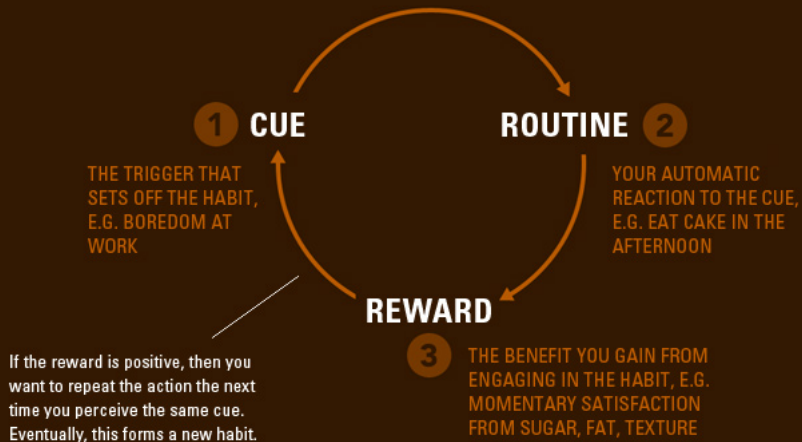 1 CUE
THE TRIGGER THAT
SETS OFF THE HABIT,
E.G. BOREDOM AT
WORK
ROUTINE 2
YOUR AUTOMATIC
REACTION TO THE CUE,
E.G. EAT CAKE IN THE
AFTERNOON
REWARD
3
THE BENEFIT YOU GAIN FROM
ENGAGING IN THE HABIT, E.G.
MOMENTARY SATISFACTION
FROM SUGAR, FAT, TEXTURE
If the reward is positive, then you
want to repeat the action the next
time you perceive the same cue.
Eventually, this forms a new habit.